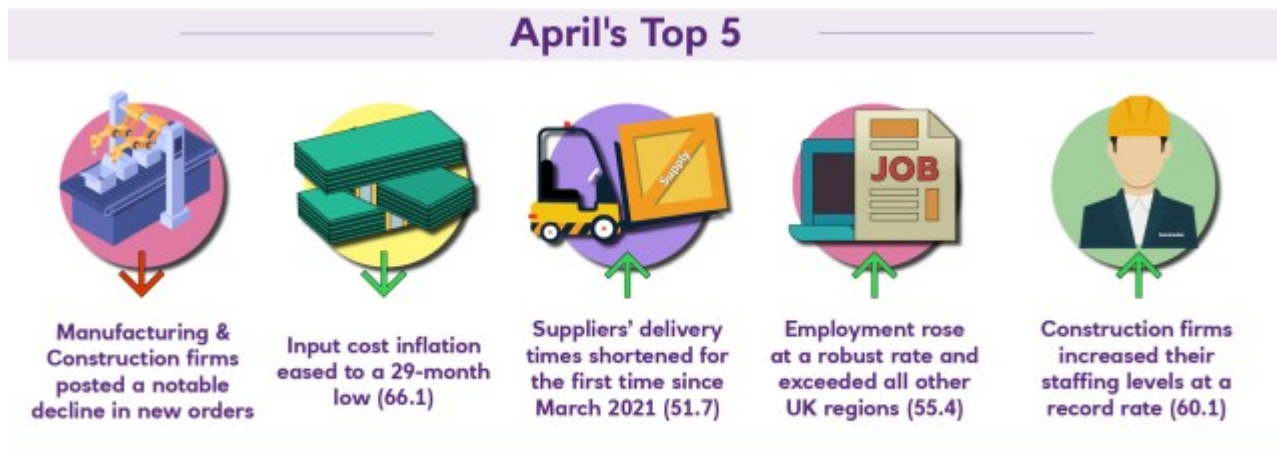 April's Top 5
Supply
JOB
Manufacturing &
Construction firms
posted a notable
decline in new orders
Input cost inflation
eased to a 29-month
low (66.1)
Suppliers’ delivery
times shortened for
the first time since
March 2021 (51.7)
Employment rose
at a robust rate and
exceeded all other
UK regions (55.4)
Construction firms
increased their
staffing levels at a
record rate (60.1)